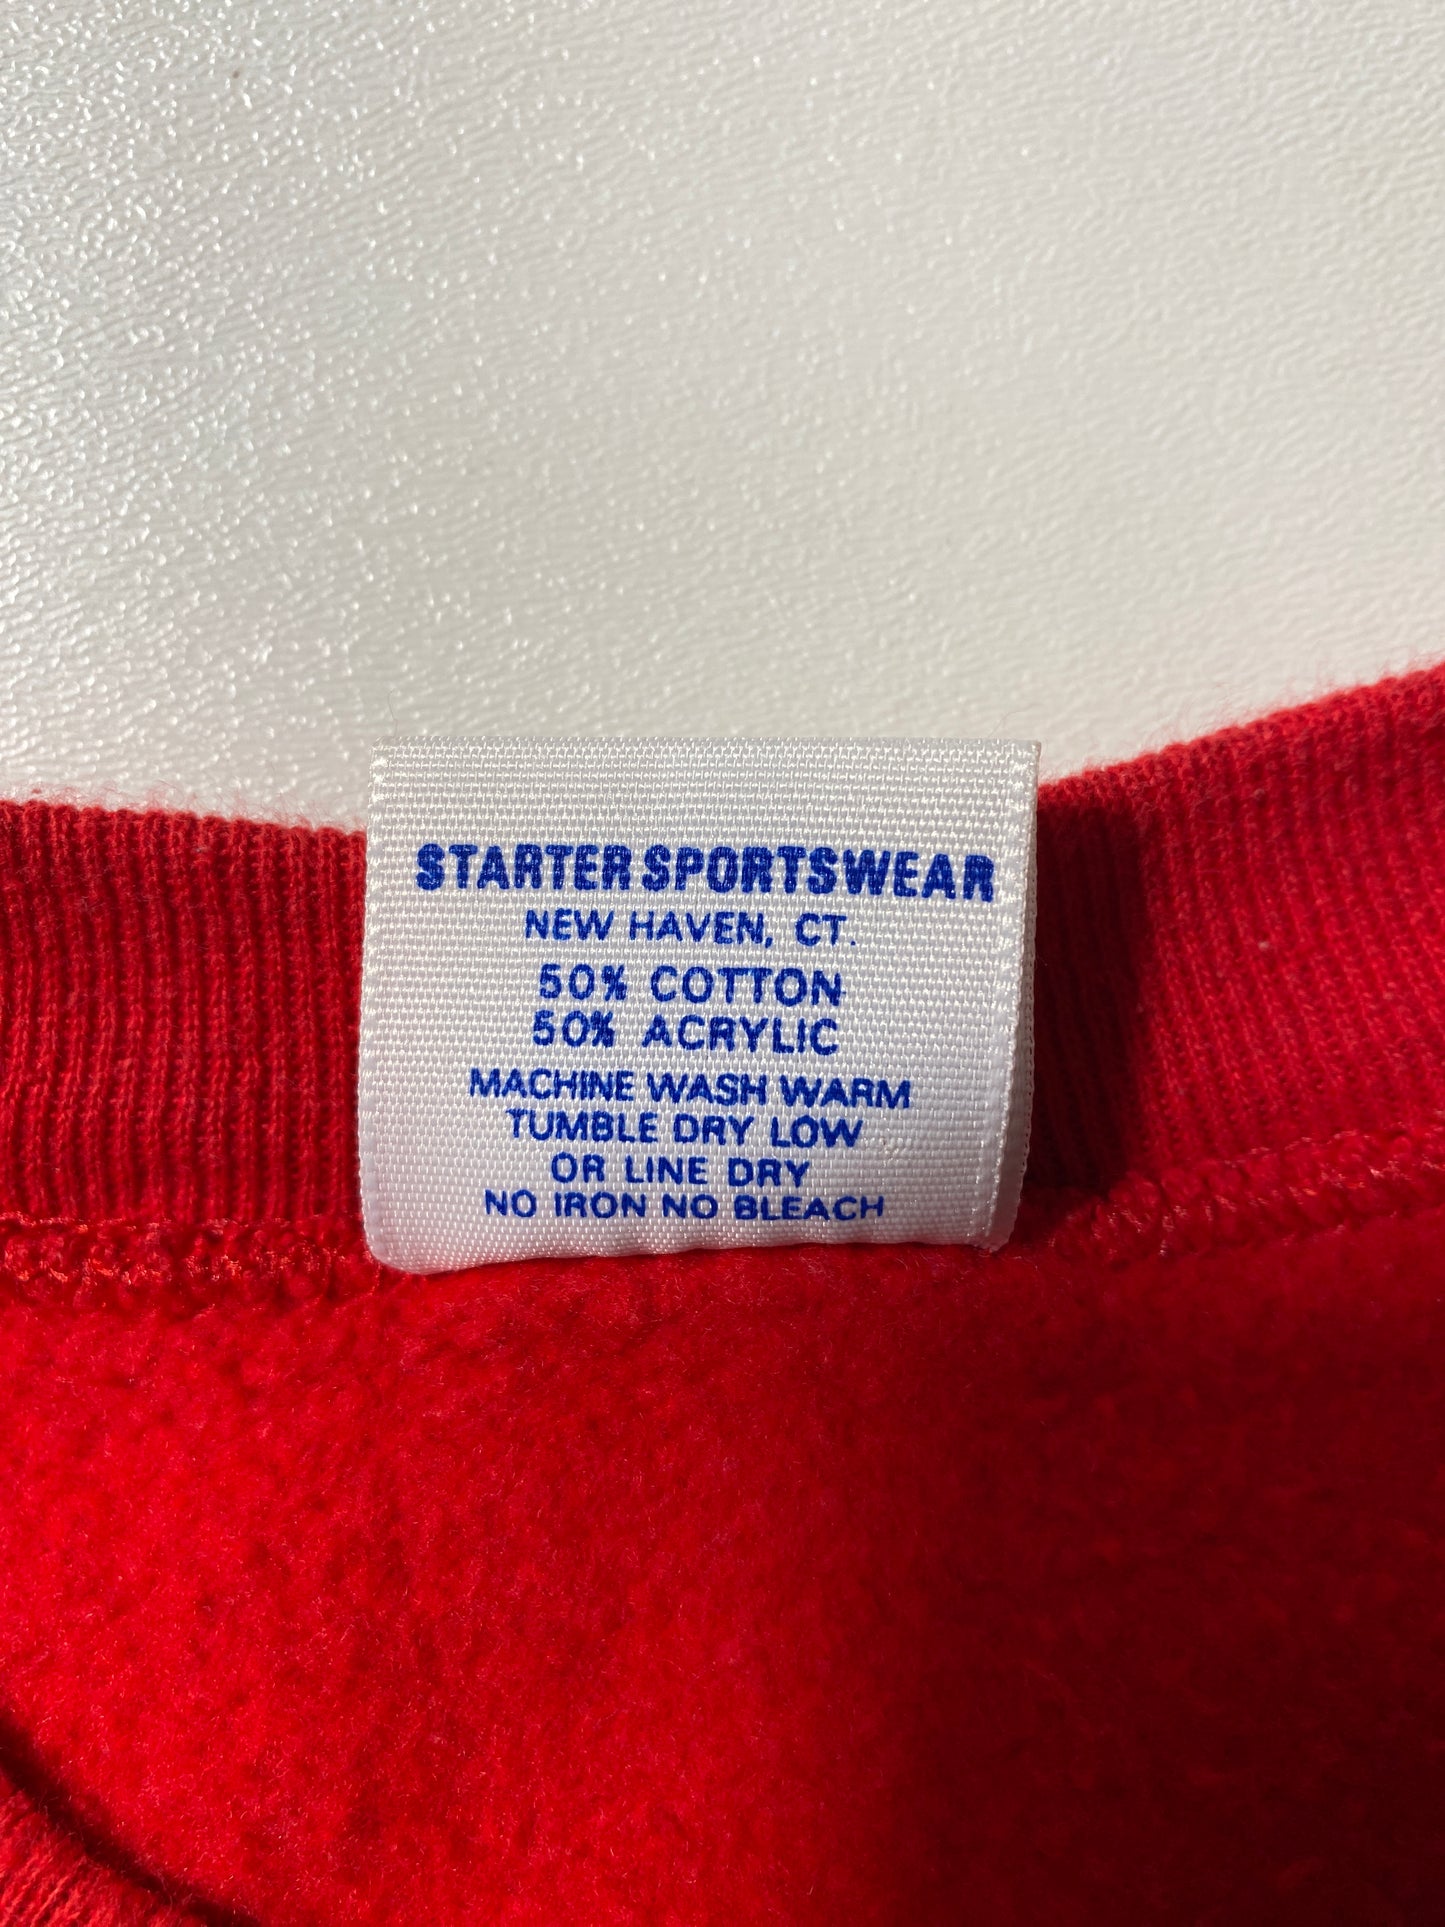 STARTER SPORTSWEAR
NEW HAVEN, CT.
50% COTTON
50% ACRYLIC
MACHINE WASH WARM
TUMBLE DRY LOW
OR LINE DRY
NO IRON NO BLEACH